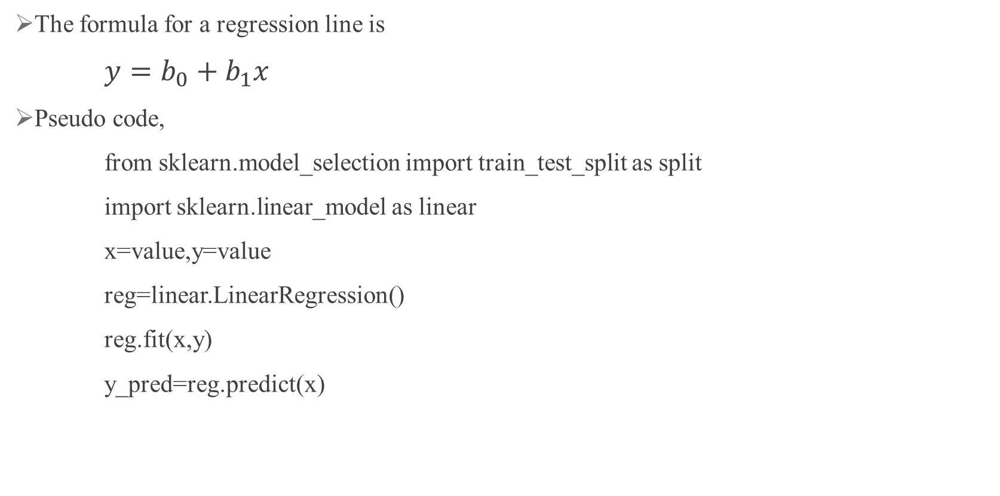 ➢The formula for a regression line is
y = b₀ + b₁x
➢Pseudo code,
from sklearn.model_selection import train_test_split as split
import sklearn.linear_model as linear
x=value,y=value
reg=linear.LinearRegression()
reg.fit(x,y)
y_pred=reg.predict(x)